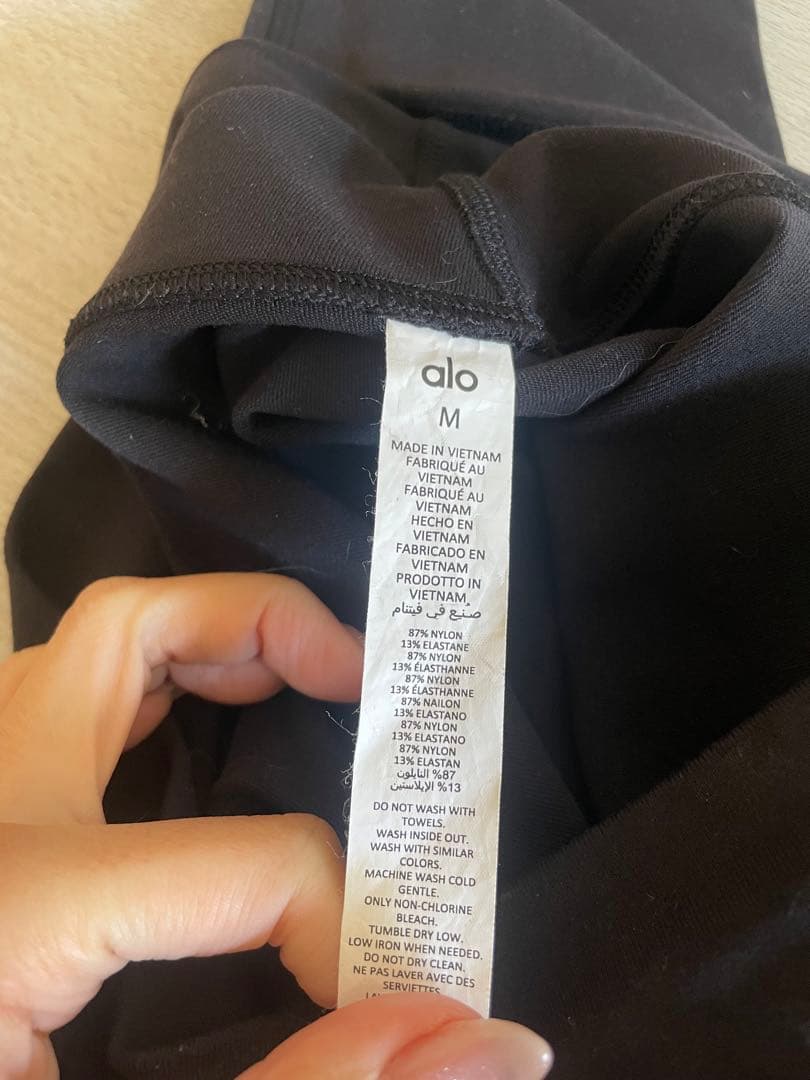 alo
M
MADE IN VIETNAM
FABRIQUÉ AU
VIETNAM
FABRIQUÉ AU
VIETNAM
HECHO EN
VIETNAM
FABRICADO EN
VIETNAM
PRODOTTO IN
VIETNAM
صُنِع في فيتنام
87% NYLON
13% ELASTANE
87% NYLON
13% ÉLASTHANNE
87% NYLON
13% ÉLASTHANNE
87% NAILON
13% ELASTANO
87% NYLON
13% ELASTANO
87% NYLON
13% ELASTAN
87% النايلون
13% الإيلاستين
DO NOT WASH WITH
TOWELS.
WASH INSIDE OUT.
WASH WITH SIMILAR
COLORS.
MACHINE WASH COLD
GENTLE.
ONLY NON-CHLORINE
BLEACH.
TUMBLE DRY LOW.
LOW IRON WHEN NEEDED.
DO NOT DRY CLEAN.
NE PAS LAVER AVEC DES
SERVIETTES